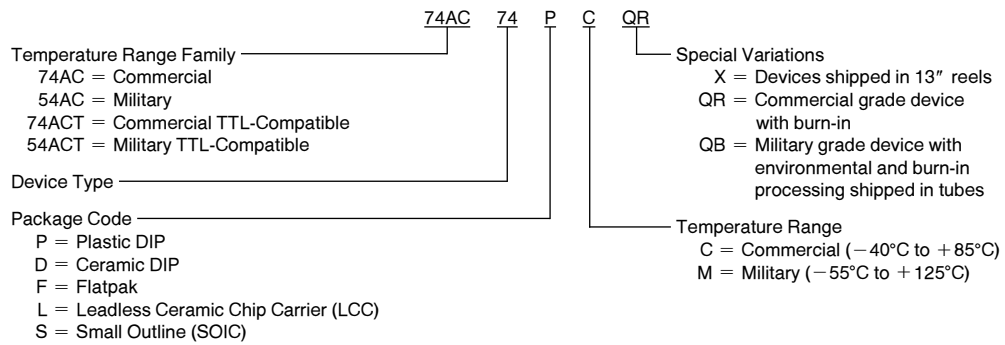 74AC 74 P C QR
Temperature Range Family
74AC = Commercial
54AC = Military
74ACT = Commercial TTL-Compatible
54ACT = Military TTL-Compatible
Device Type
Package Code
P = Plastic DIP
D = Ceramic DIP
F = Flatpak
L = Leadless Ceramic Chip Carrier (LCC)
S = Small Outline (SOIC)
Special Variations
X = Devices shipped in 13″ reels
QR = Commercial grade device
with burn-in
QB = Military grade device with
environmental and burn-in
processing shipped in tubes
Temperature Range
C = Commercial (−40°C to +85°C)
M = Military (−55°C to +125°C)